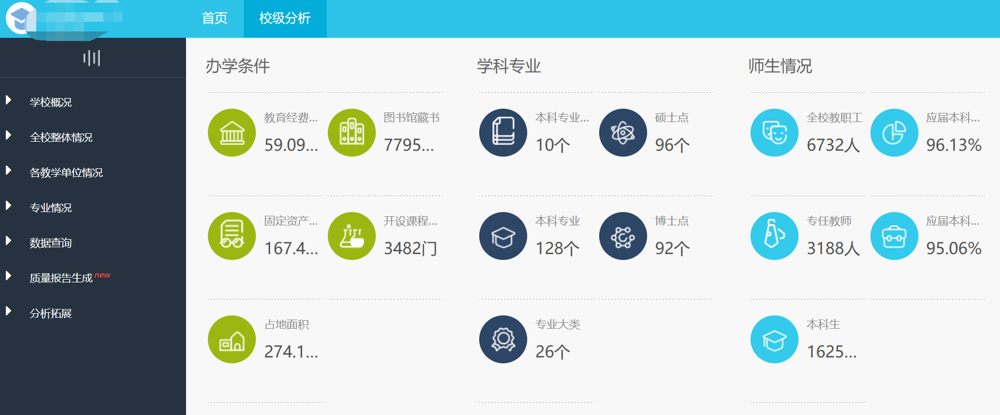 首页
校级分析
学校概况
全校整体情况
各教学单位情况
专业情况
数据查询
质量报告生成 new
分析拓展
办学条件
教育经费...
59.09...
图书馆藏书
7795...
固定资产...
167.4...
开设课程...
3482门
占地面积
274.1...
学科专业
本科专业...
10个
硕士点
96个
本科专业
128个
博士点
92个
专业大类
26个
师生情况
全校教职工
6732人
应届本科...
96.13%
专任教师
3188人
应届本科...
95.06%
本科生
1625...